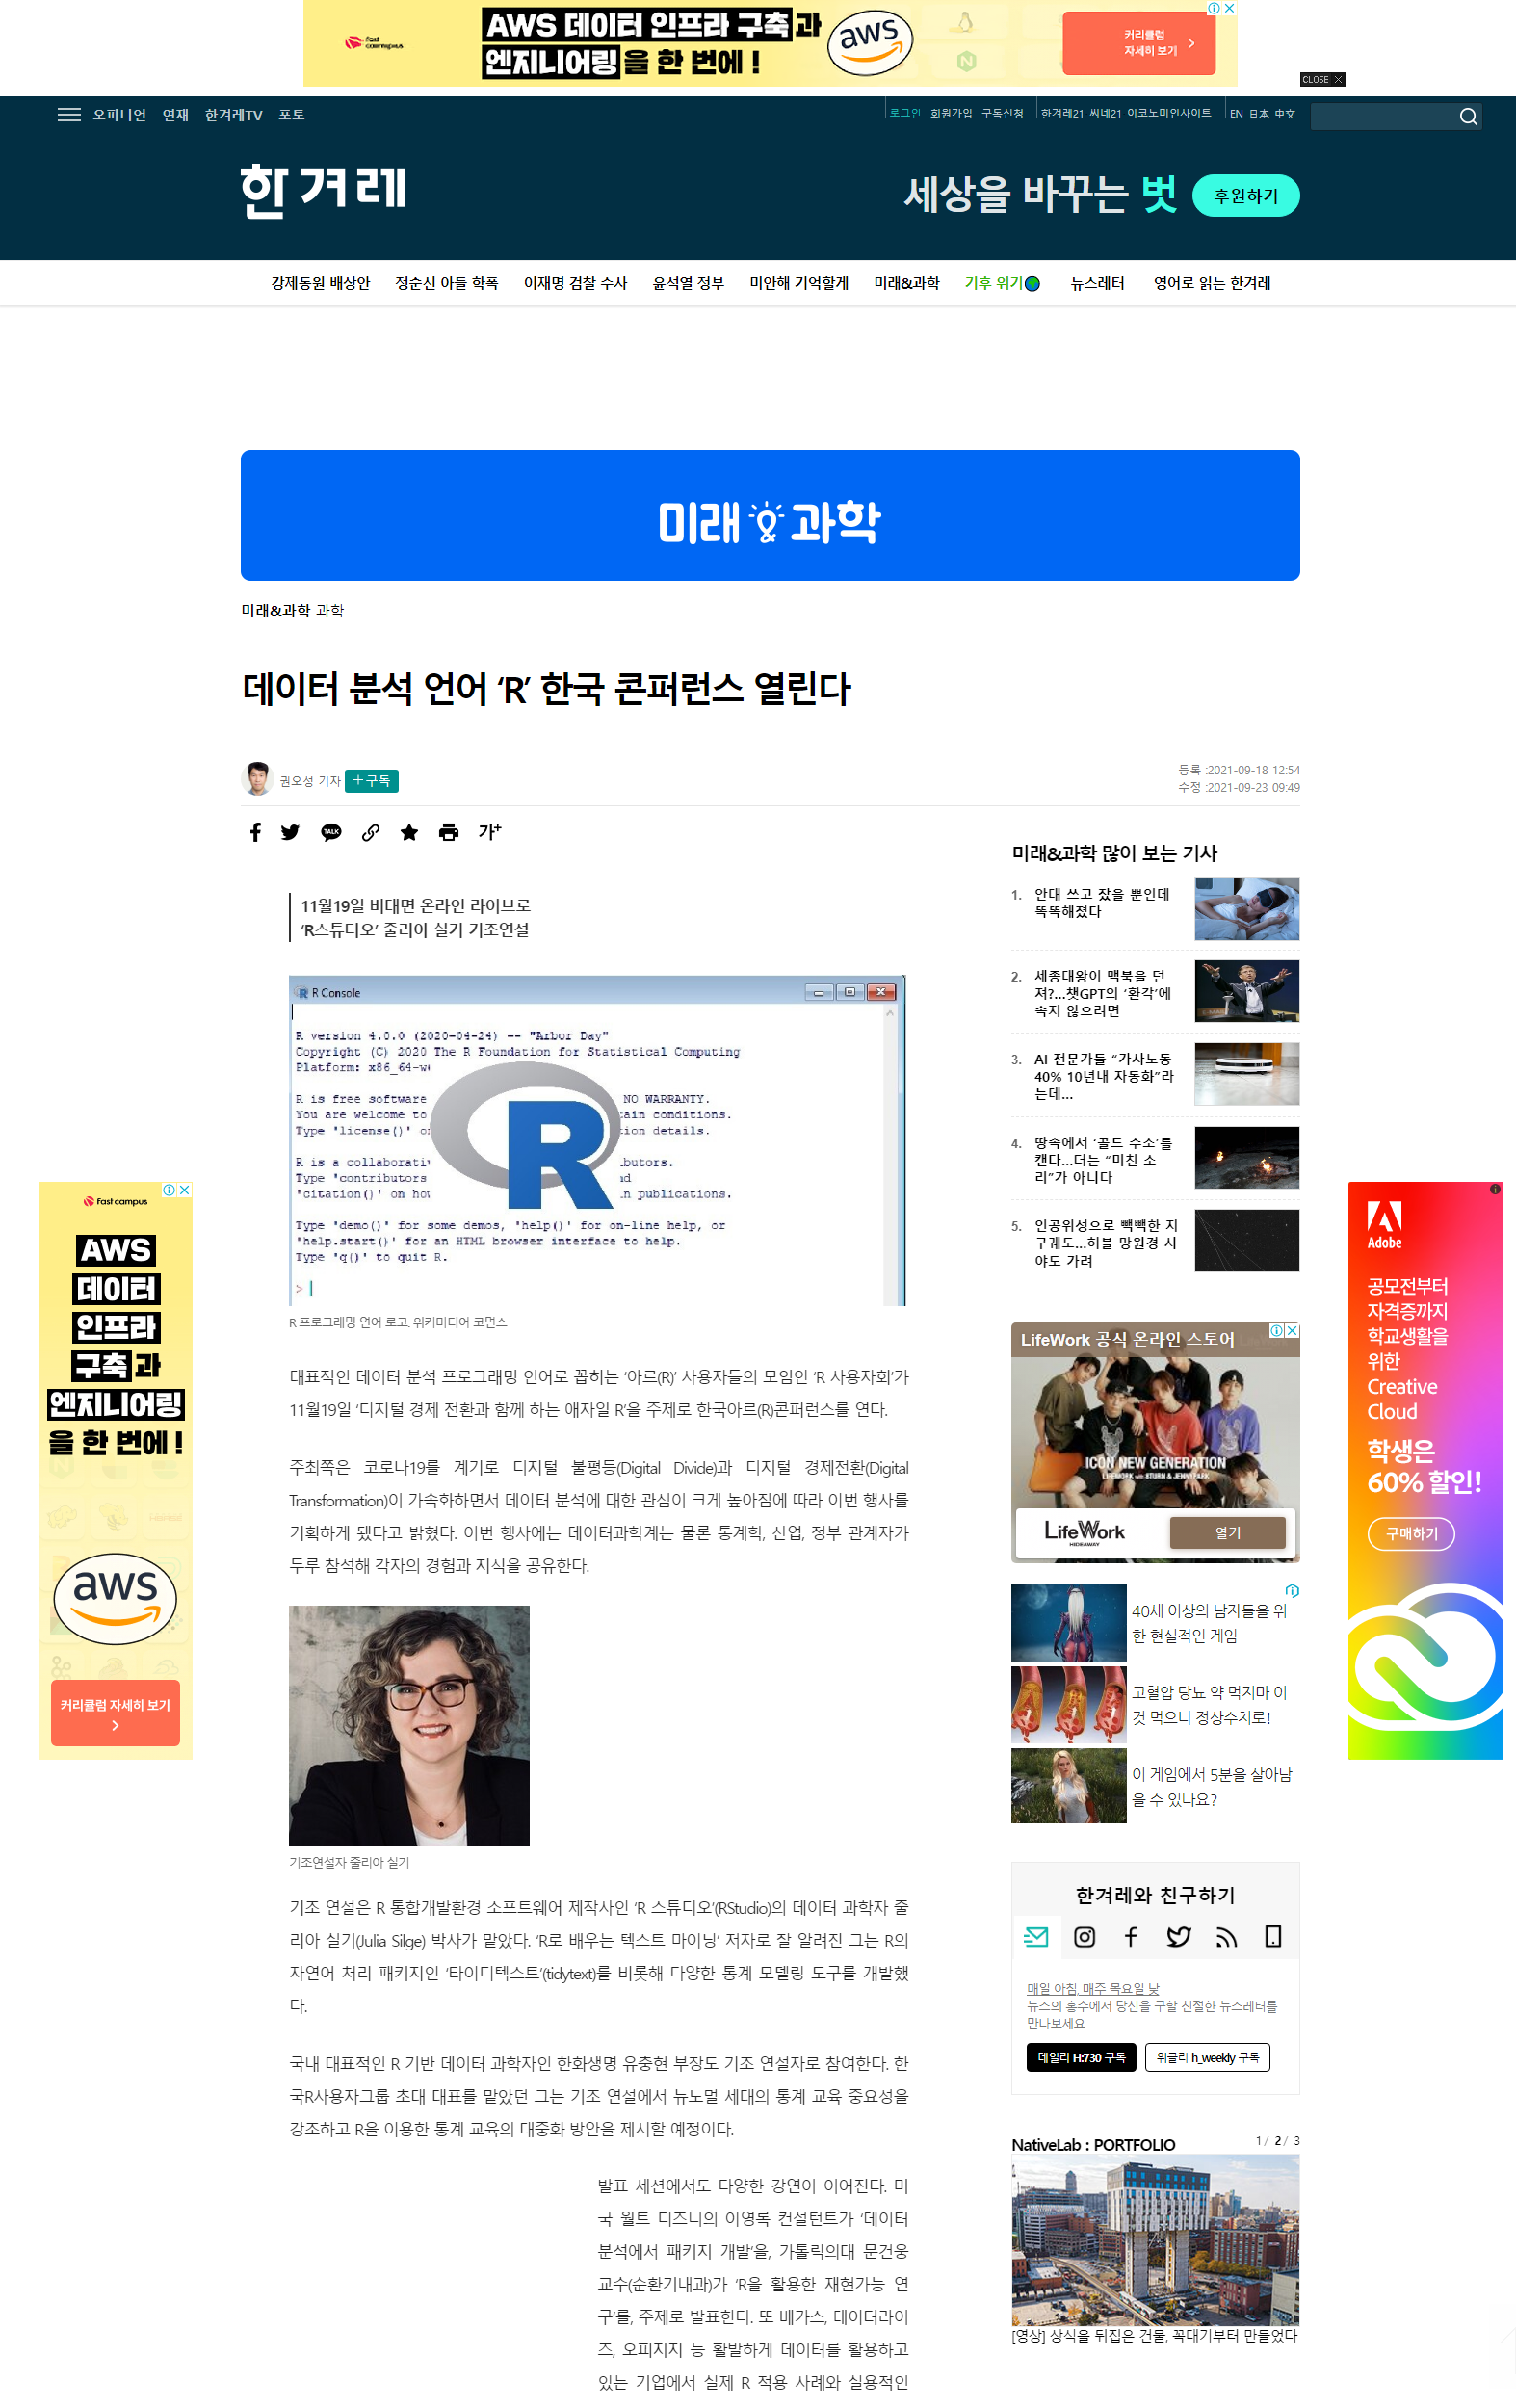 fast campus
AWS 데이터 인프라 구축과
엔지니어링을 한 번에 !
aws
커리큘럼
자세히 보기
CLOSE
오피니언 연재 한겨레TV 포토
로그인 회원가입 구독신청 한겨레21 씨네21 이코노미인사이트 EN 日本 中文
한겨레
세상을 바꾸는 벗 후원하기
강제동원 배상안 정순신 아들 학폭 이재명 검찰 수사 윤석열 정부 미안해 기억할게 미래&과학 기후 위기 뉴스레터 영어로 읽는 한겨레
미래&과학
미래&과학 과학
데이터 분석 언어 ‘R’ 한국 콘퍼런스 열린다
권오성 기자 +구독
등록 :2021-09-18 12:54
수정 :2021-09-23 09:49
TALK 가+
11월19일 비대면 온라인 라이브로
‘R스튜디오’ 줄리아 실기 기조연설
R Console
R version 4.0.0 (2020-04-24) -- "Arbor Day"
Copyright (C) 2020 The R Foundation for Statistical Computing
Platform: x86_64-w
R is free software NO WARRANTY.
You are welcome to ain conditions.
Type 'license()' o ion details.
R is a collaborati butors.
Type 'contributors d
'citation()' on ho n publications.
R
Type 'demo()' for some demos, 'help()' for on-line help, or
'help.start()' for an HTML browser interface to help.
Type 'q()' to quit R.
>
R 프로그래밍 언어 로고. 위키미디어 코먼스
대표적인 데이터 분석 프로그래밍 언어로 꼽히는 ‘아르(R)’ 사용자들의 모임인 ‘R 사용자회’가
11월19일 ‘디지털 경제 전환과 함께 하는 애자일 R’을 주제로 한국아르(R)콘퍼런스를 연다.
주최쪽은 코로나19를 계기로 디지털 불평등(Digital Divide)과 디지털 경제전환(Digital
Transformation)이 가속화하면서 데이터 분석에 대한 관심이 크게 높아짐에 따라 이번 행사를
기획하게 됐다고 밝혔다. 이번 행사에는 데이터과학계는 물론 통계학, 산업, 정부 관계자가
두루 참석해 각자의 경험과 지식을 공유한다.
기조연설자 줄리아 실기
기조 연설은 R 통합개발환경 소프트웨어 제작사인 ‘R 스튜디오’(RStudio)의 데이터 과학자 줄
리아 실기(Julia Silge) 박사가 맡았다. ‘R로 배우는 텍스트 마이닝’ 저자로 잘 알려진 그는 R의
자연어 처리 패키지인 ‘타이디텍스트’(tidytext)를 비롯해 다양한 통계 모델링 도구를 개발했
다.
국내 대표적인 R 기반 데이터 과학자인 한화생명 유충현 부장도 기조 연설자로 참여한다. 한
국R사용자그룹 초대 대표를 맡았던 그는 기조 연설에서 뉴노멀 세대의 통계 교육 중요성을
강조하고 R을 이용한 통계 교육의 대중화 방안을 제시할 예정이다.
발표 세션에서도 다양한 강연이 이어진다. 미
국 월트 디즈니의 이영록 컨설턴트가 ‘데이터
분석에서 패키지 개발’을, 가톨릭의대 문건웅
교수(순환기내과)가 ‘R을 활용한 재현가능 연
구’를, 주제로 발표한다. 또 베가스, 데이터라이
즈, 오피지지 등 활발하게 데이터를 활용하고
있는 기업에서 실제 R 적용 사례와 실용적인
미래&과학 많이 보는 기사
1. 안대 쓰고 잤을 뿐인데
똑똑해졌다
2. 세종대왕이 맥북을 던
져?…챗GPT의 ‘환각’에
속지 않으려면
3. AI 전문가들 “가사노동
40% 10년내 자동화”라
는데…
4. 땅속에서 ‘골드 수소’를
캔다…더는 “미친 소
리”가 아니다
5. 인공위성으로 빽빽한 지
구궤도…허블 망원경 시
야도 가려
LifeWork 공식 온라인 스토어
ICON NEW GENERATION
LIFEWORK with 8TURN & JENNYPARK
LifeWork
HIDEAWAY
열기
40세 이상의 남자들을 위
한 현실적인 게임
고혈압 당뇨 약 먹지마 이
것 먹으니 정상수치로!
이 게임에서 5분을 살아남
을 수 있나요?
한겨레와 친구하기
매일 아침, 매주 목요일 낮
뉴스의 홍수에서 당신을 구할 친절한 뉴스레터를
만나보세요
데일리 H:730 구독 위클리 h_weekly 구독
NativeLab : PORTFOLIO 1 / 2 / 3
[영상] 상식을 뒤집은 건물, 꼭대기부터 만들었다
fast campus
AWS
데이터
인프라
구축과
엔지니어링
을 한 번에 !
aws
커리큘럼 자세히 보기
Adobe
공모전부터
자격증까지
학교생활을
위한
Creative
Cloud
학생은
60% 할인!
구매하기